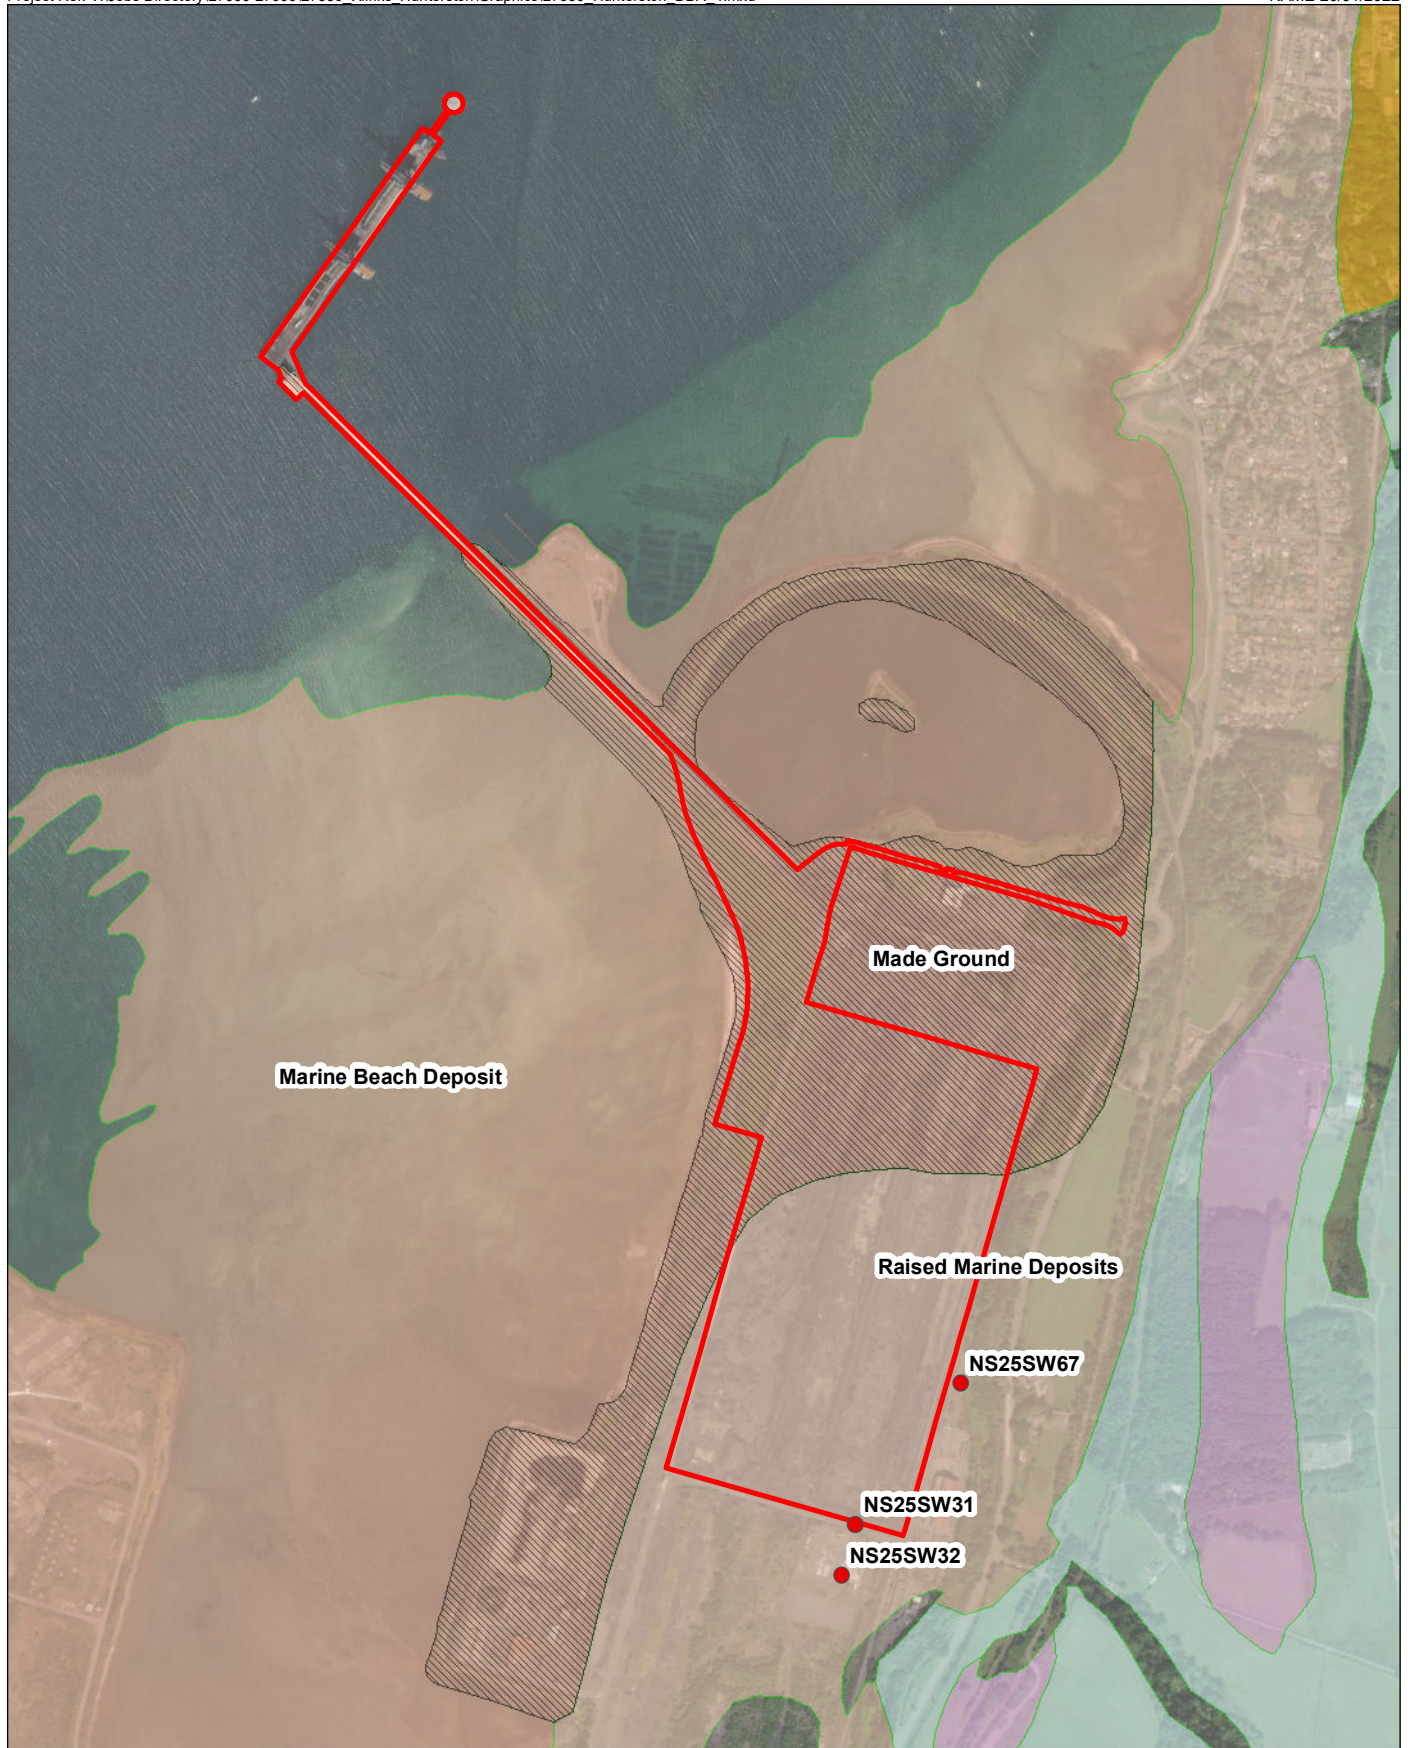 Made Ground
Marine Beach Deposit
Raised Marine Deposits
NS25SW67
NS25SW31
NS25SW32